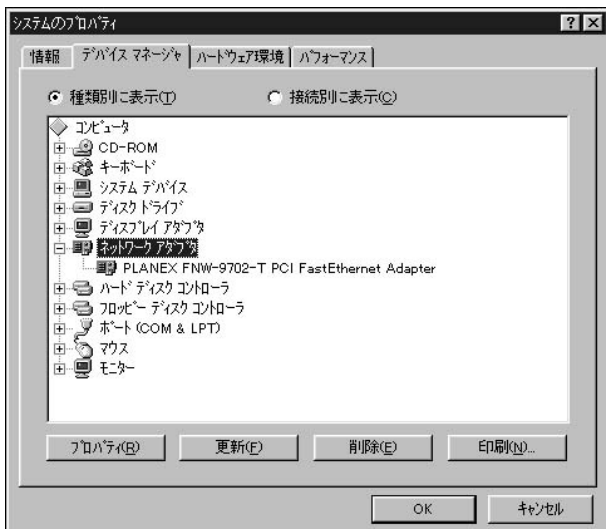 システムのプロパティ
情報 デバイス マネージャ ハードウェア環境 パフォーマンス
種類別に表示(T) 接続別に表示(C)
コンピュータ
CD-ROM
キーボード
システム デバイス
ディスク ドライブ
ディスプレイ アダプタ
ネットワーク アダプタ
PLANEX FNW-9702-T PCI FastEthernet Adapter
ハード ディスク コントローラ
フロッピー ディスク コントローラ
ポート (COM & LPT)
マウス
モニター
プロパティ(R) 更新(F) 削除(E) 印刷(N)...
OK キャンセル